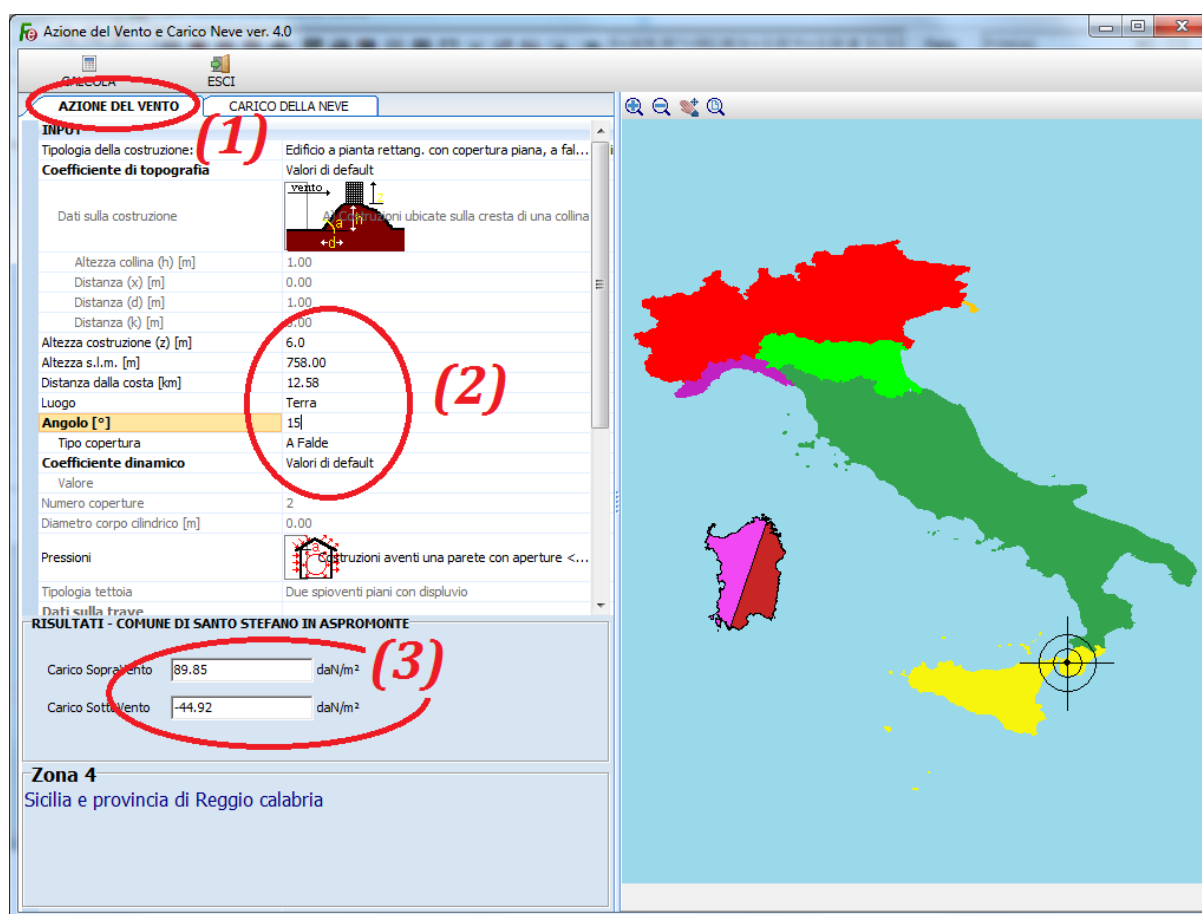 Fe Azione del Vento e Carico Neve ver. 4.0
CALCOLA ESCI
AZIONE DEL VENTO CARICO DELLA NEVE
(1)
INPUT
Tipologia della costruzione: Edificio a pianta rettang. con copertura piana, a fal...
Coefficiente di topografia Valori di default
vento
z
Dati sulla costruzione A) Costruzioni ubicate sulla cresta di una collina
a h
d
Altezza collina (h) [m] 1.00
Distanza (x) [m] 0.00
Distanza (d) [m] 1.00
Distanza (k) [m] 0.00
Altezza costruzione (z) [m] 6.0
Altezza s.l.m. [m] 758.00
Distanza dalla costa [km] 12.58
Luogo Terra
(2)
Angolo [°] 15
Tipo copertura A Falde
Coefficiente dinamico Valori di default
Valore
Numero coperture 2
Diametro corpo cilindrico [m] 0.00
a
Pressioni Costruzioni aventi una parete con aperture <...
Tipologia tettoia Due spioventi piani con displuvio
Dati sulla trave
RISULTATI - COMUNE DI SANTO STEFANO IN ASPROMONTE
(3)
Carico SopraVento 89.85 daN/m²
Carico SottoVento -44.92 daN/m²
Zona 4
Sicilia e provincia di Reggio calabria